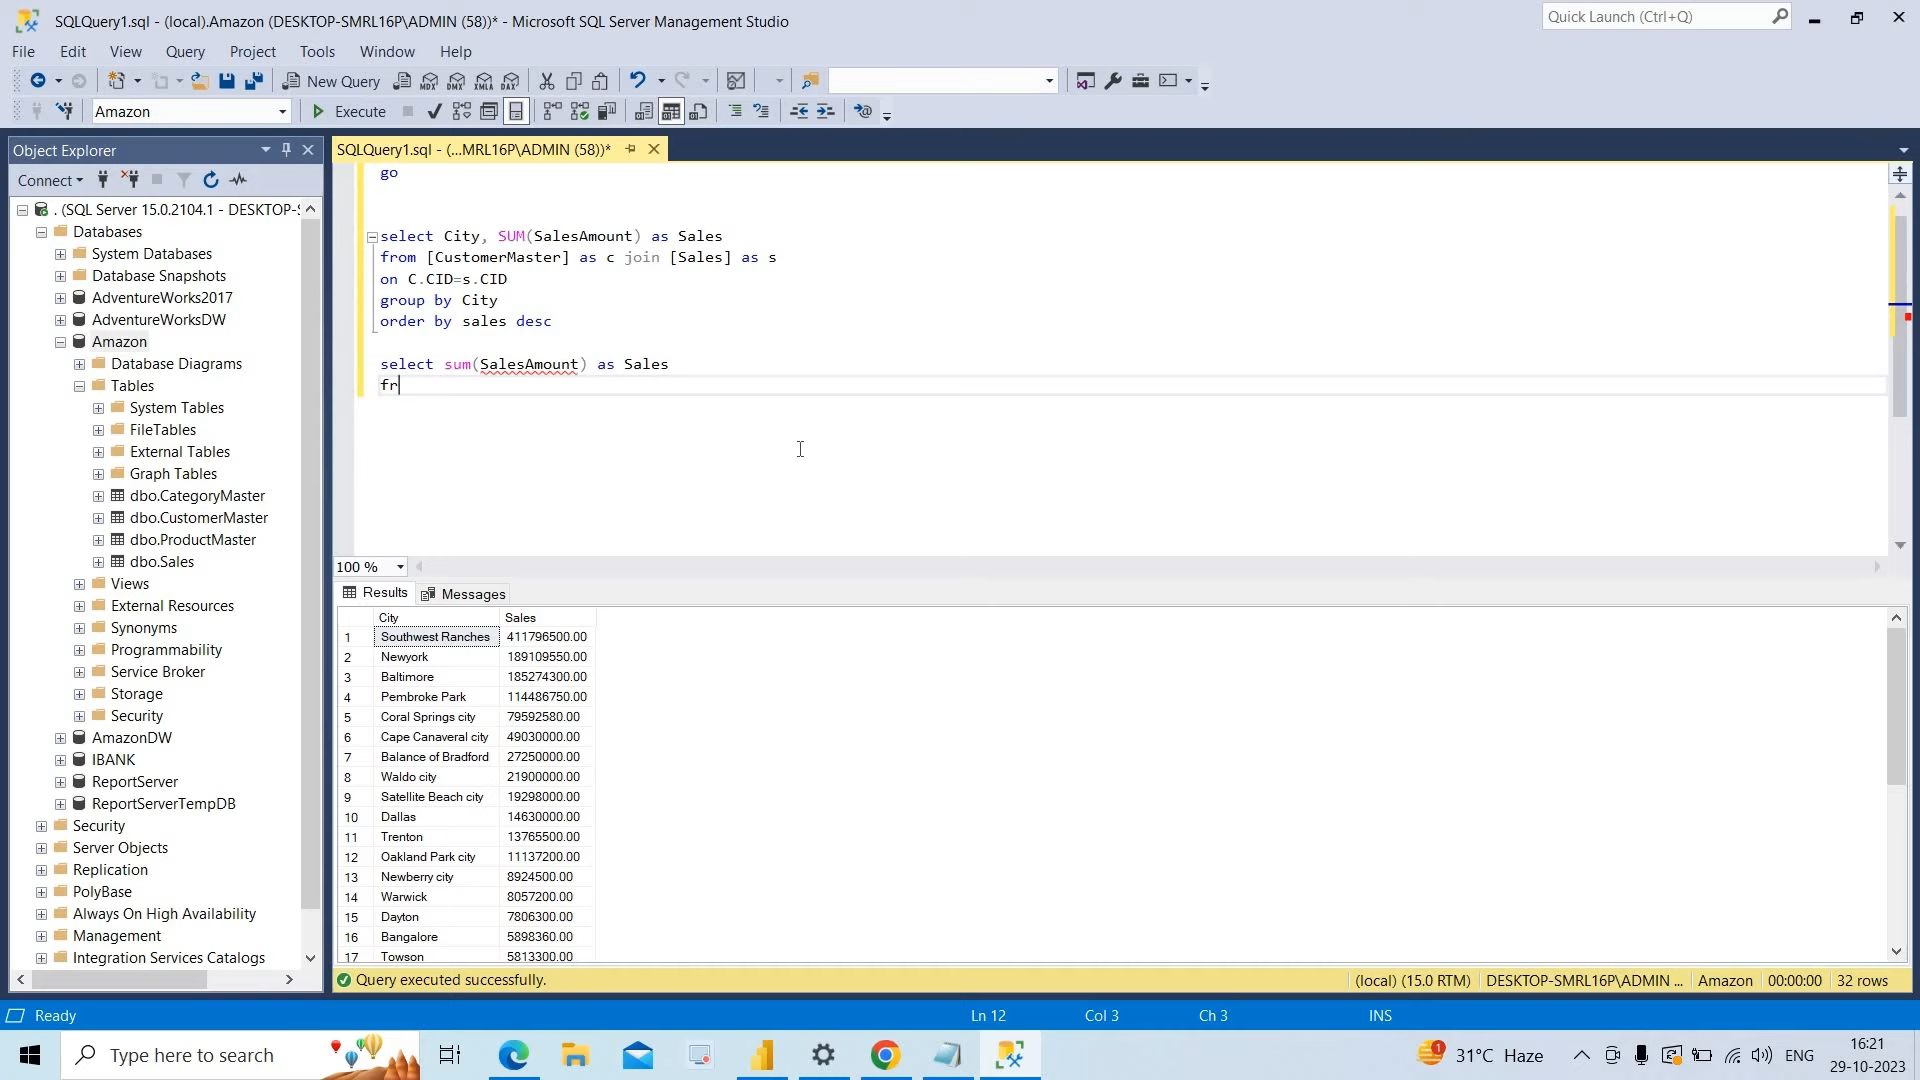 SQLQuery1.sql - (local).Amazon (DESKTOP-SMRL16P\ADMIN (58))* - Microsoft SQL Server Management Studio
Quick Launch (Ctrl+Q)
File Edit View Query Project Tools Window Help
New Query MDX DMX XMLA DAX
Amazon Execute
Object Explorer
SQLQuery1.sql - (...MRL16P\ADMIN (58))*
Connect
. (SQL Server 15.0.2104.1 - DESKTOP-S
Databases
System Databases
Database Snapshots
AdventureWorks2017
AdventureWorksDW
Amazon
Database Diagrams
Tables
System Tables
FileTables
External Tables
Graph Tables
dbo.CategoryMaster
dbo.CustomerMaster
dbo.ProductMaster
dbo.Sales
Views
External Resources
Synonyms
Programmability
Service Broker
Storage
Security
AmazonDW
IBANK
ReportServer
ReportServerTempDB
Security
Server Objects
Replication
PolyBase
Always On High Availability
Management
Integration Services Catalogs
go
select City, SUM(SalesAmount) as Sales
from [CustomerMaster] as c join [Sales] as s
on C.CID=s.CID
group by City
order by sales desc
select sum(SalesAmount) as Sales
fr
100 %
Results Messages
City Sales
1 Southwest Ranches 411796500.00
2 Newyork 189109550.00
3 Baltimore 185274300.00
4 Pembroke Park 114486750.00
5 Coral Springs city 79592580.00
6 Cape Canaveral city 49030000.00
7 Balance of Bradford 27250000.00
8 Waldo city 21900000.00
9 Satellite Beach city 19298000.00
10 Dallas 14630000.00
11 Trenton 13765500.00
12 Oakland Park city 11137200.00
13 Newberry city 8924500.00
14 Warwick 8057200.00
15 Dayton 7806300.00
16 Bangalore 5898360.00
17 Towson 5813300.00
Query executed successfully. (local) (15.0 RTM) DESKTOP-SMRL16P\ADMIN ... Amazon 00:00:00 32 rows
Ready Ln 12 Col 3 Ch 3 INS
Type here to search
1 31°C Haze ENG
16:21
29-10-2023